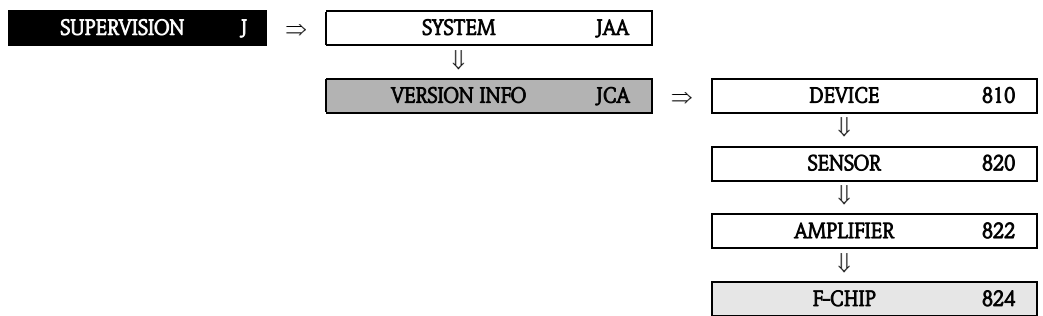 SUPERVISION J ⇒ SYSTEM JAA
⇓
VERSION INFO JCA ⇒ DEVICE 810
⇓
SENSOR 820
⇓
AMPLIFIER 822
⇓
F-CHIP 824